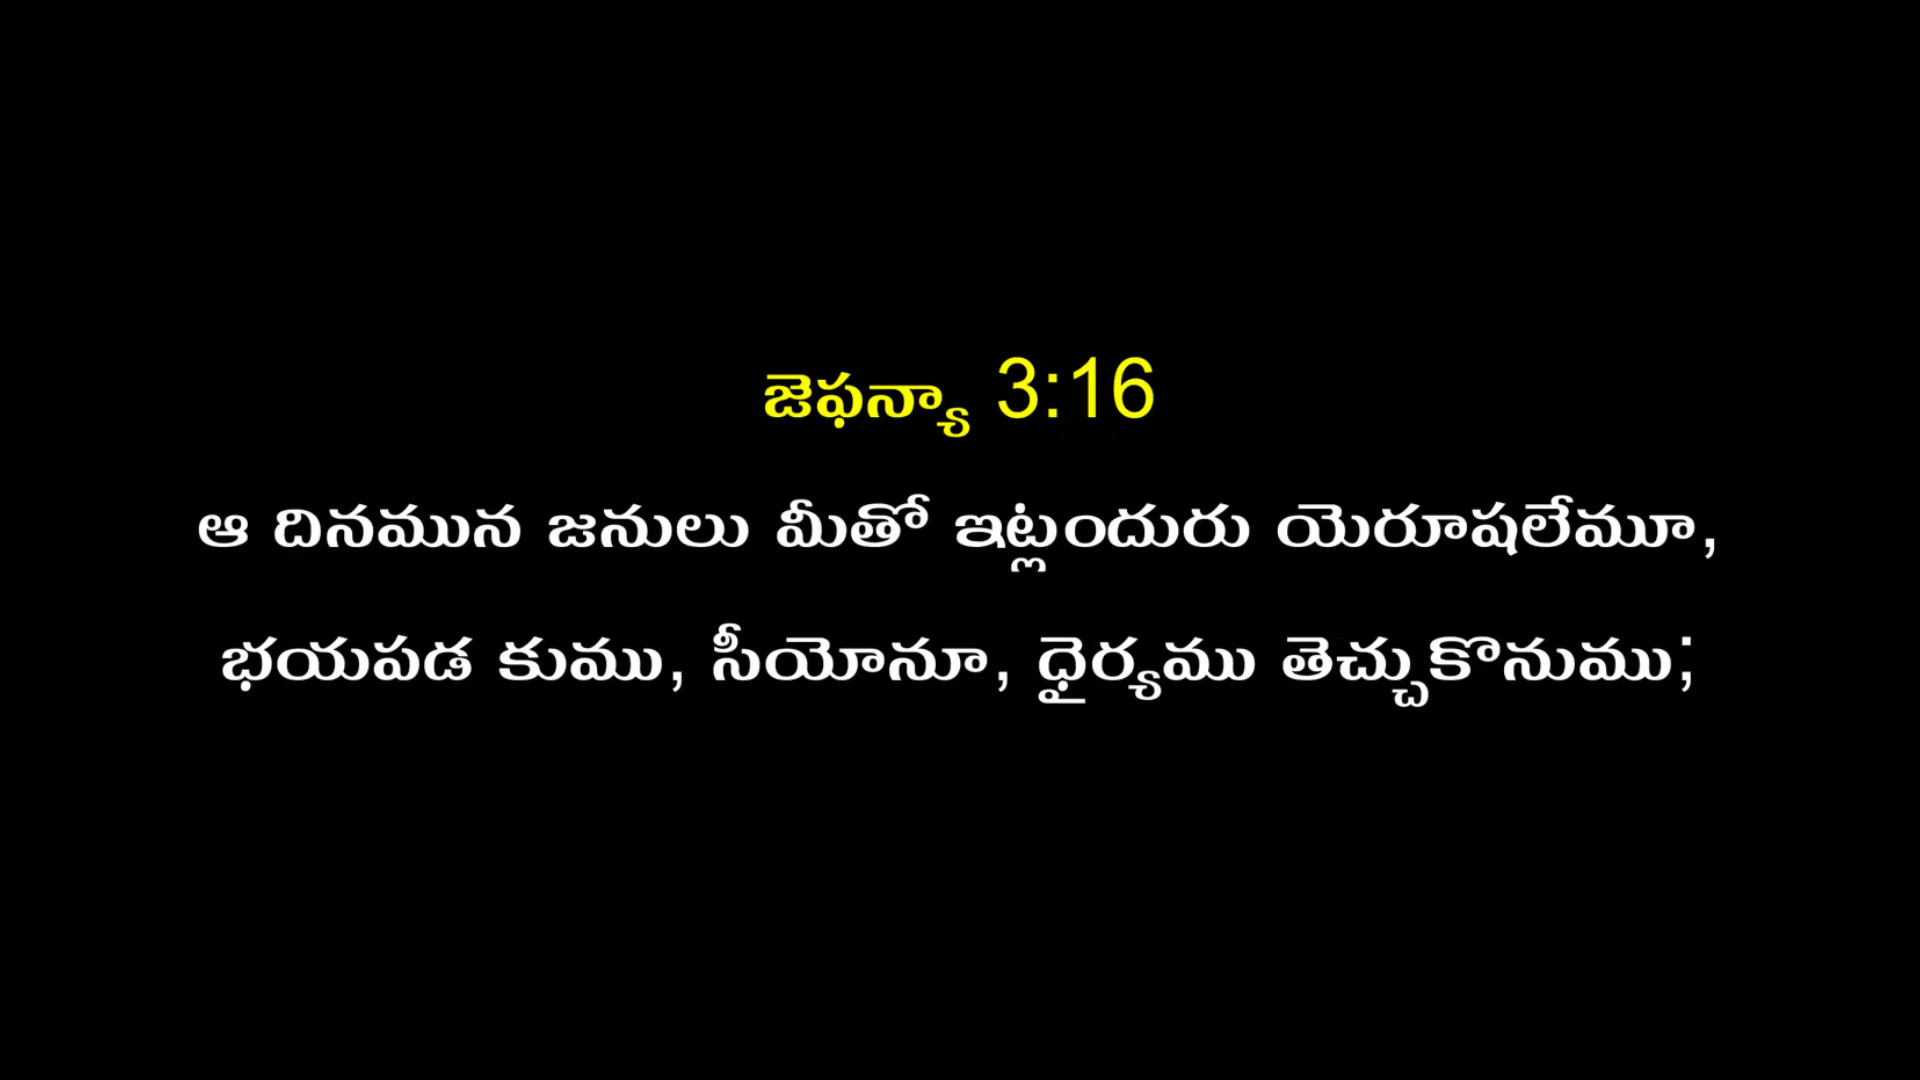 జెఫన్యా 3:16
ఆ దినమున జనులు మీతో ఇట్లందురు యెరూషలేమూ,
భయపడ కుము, సీయోనూ, ధైర్యము తెచ్చుకొనుము;